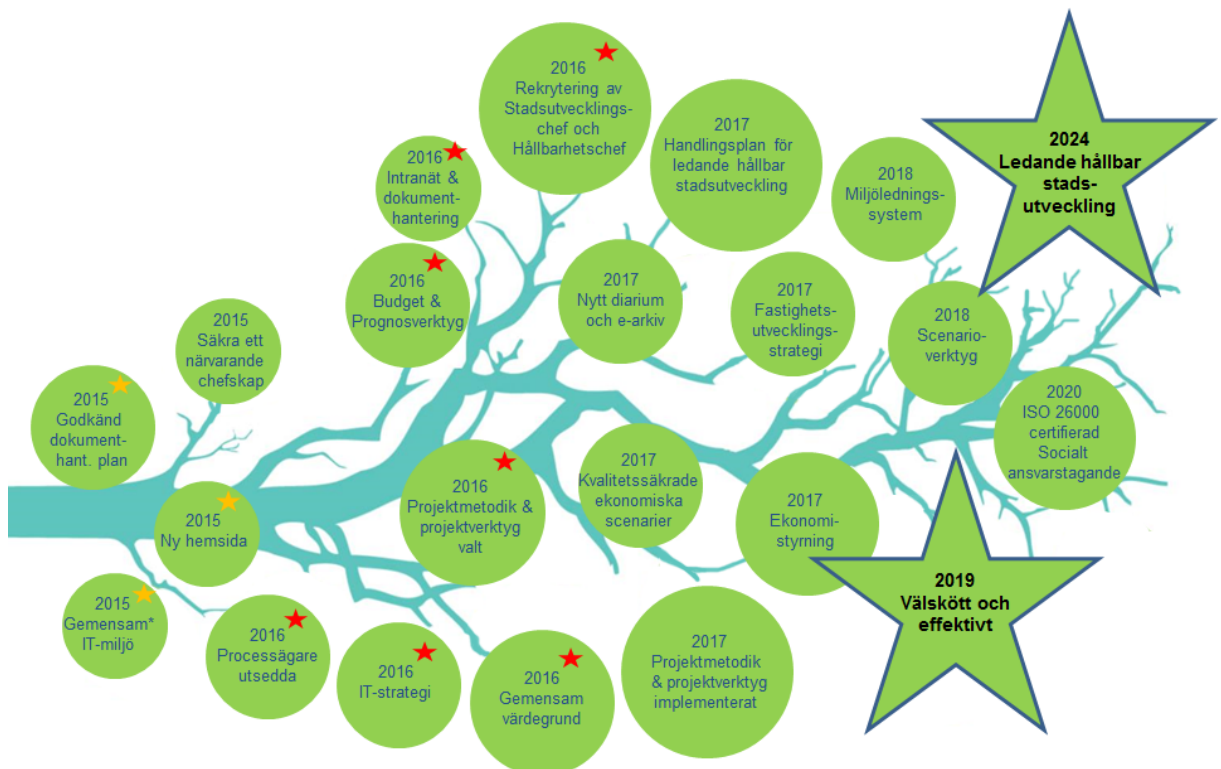 2016
Rekrytering av
Stadsutvecklings-
chef och
Hållbarhetschef
2017
Handlingsplan för
ledande hållbar
stadsutveckling
2024
Ledande hållbar
stads-
utveckling
2016
Intranät &
dokument-
hantering
2018
Miljölednings-
system
2016
Budget &
Prognosverktyg
2017
Nytt diarium
och e-arkiv
2017
Fastighets-
utvecklings-
strategi
2018
Scenario-
verktyg
2015
Säkra ett
närvarande
chefskap
2015
Godkänd
dokument-
hant. plan
2020
ISO 26000
certifierad
Socialt
ansvarstagande
2015
Ny hemsida
2016
Projektmetodik &
projektverktyg
valt
2017
Kvalitetssäkrade
ekonomiska
scenarier
2017
Ekonomi-
styrning
2019
Välskött och
effektivt
2015
Gemensam*
IT-miljö
2016
Processägare
utsedda
2016
IT-strategi
2016
Gemensam
värdegrund
2017
Projektmetodik
& projektverktyg
implementerat